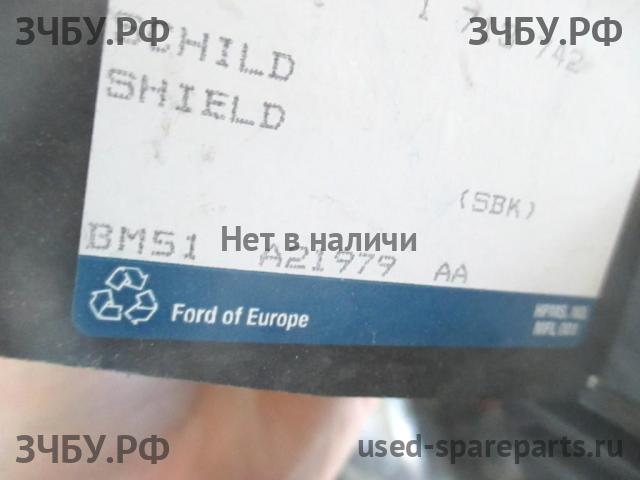 ЗЧБУ.РФ
ЗЧБУ.РФ
SCHILD
SHIELD
(SBK)
Нет в наличи
BM51 A21979 AA
Ford of Europe
ЗЧБУ.РФ
used-spareparts.ru